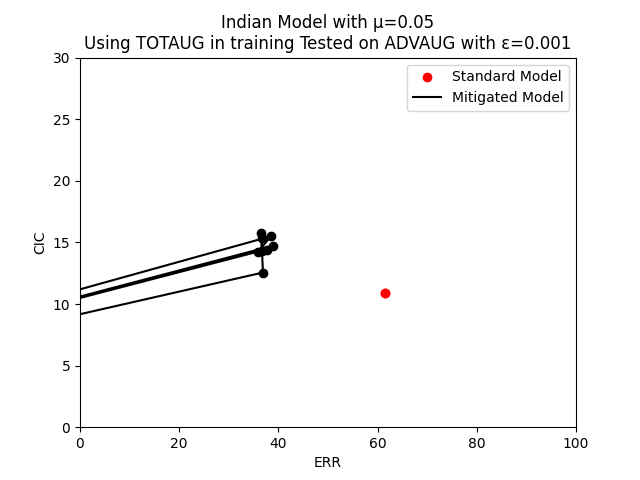 Indian Model with μ=0.05
Using TOTAUG in training Tested on ADVAUG with ε=0.001
Standard Model
Mitigated Model
CIC
30
25
20
15
10
5
0
0 20 40 60 80 100
ERR